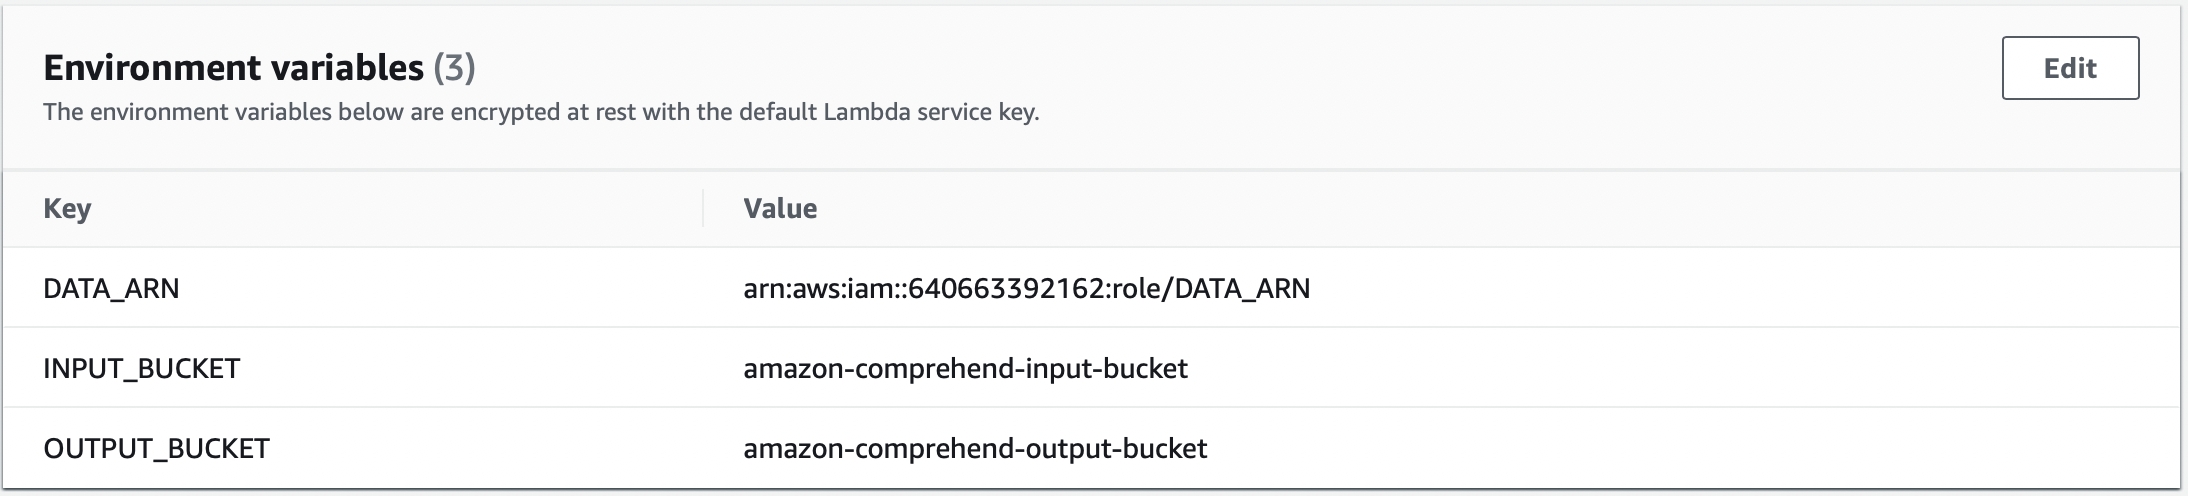 Environment variables (3)
Edit
The environment variables below are encrypted at rest with the default Lambda service key.
Key Value
DATA_ARN arn:aws:iam::640663392162:role/DATA_ARN
INPUT_BUCKET amazon-comprehend-input-bucket
OUTPUT_BUCKET amazon-comprehend-output-bucket